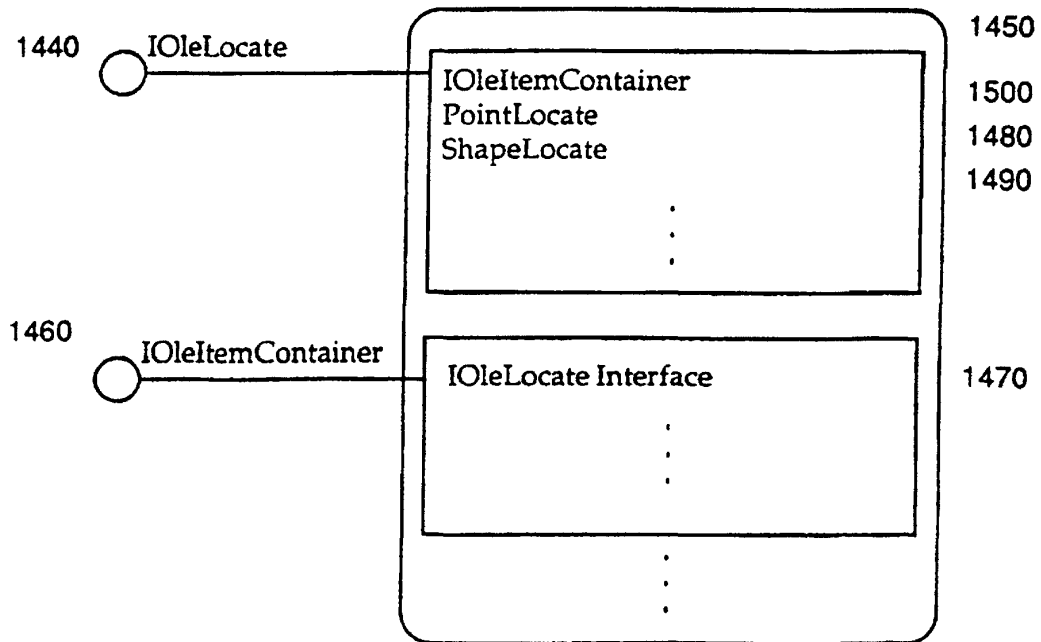 1450
1440 IOleLocate
IOleItemContainer 1500
PointLocate 1480
ShapeLocate 1490
1460 IOleItemContainer
IOleLocate Interface 1470